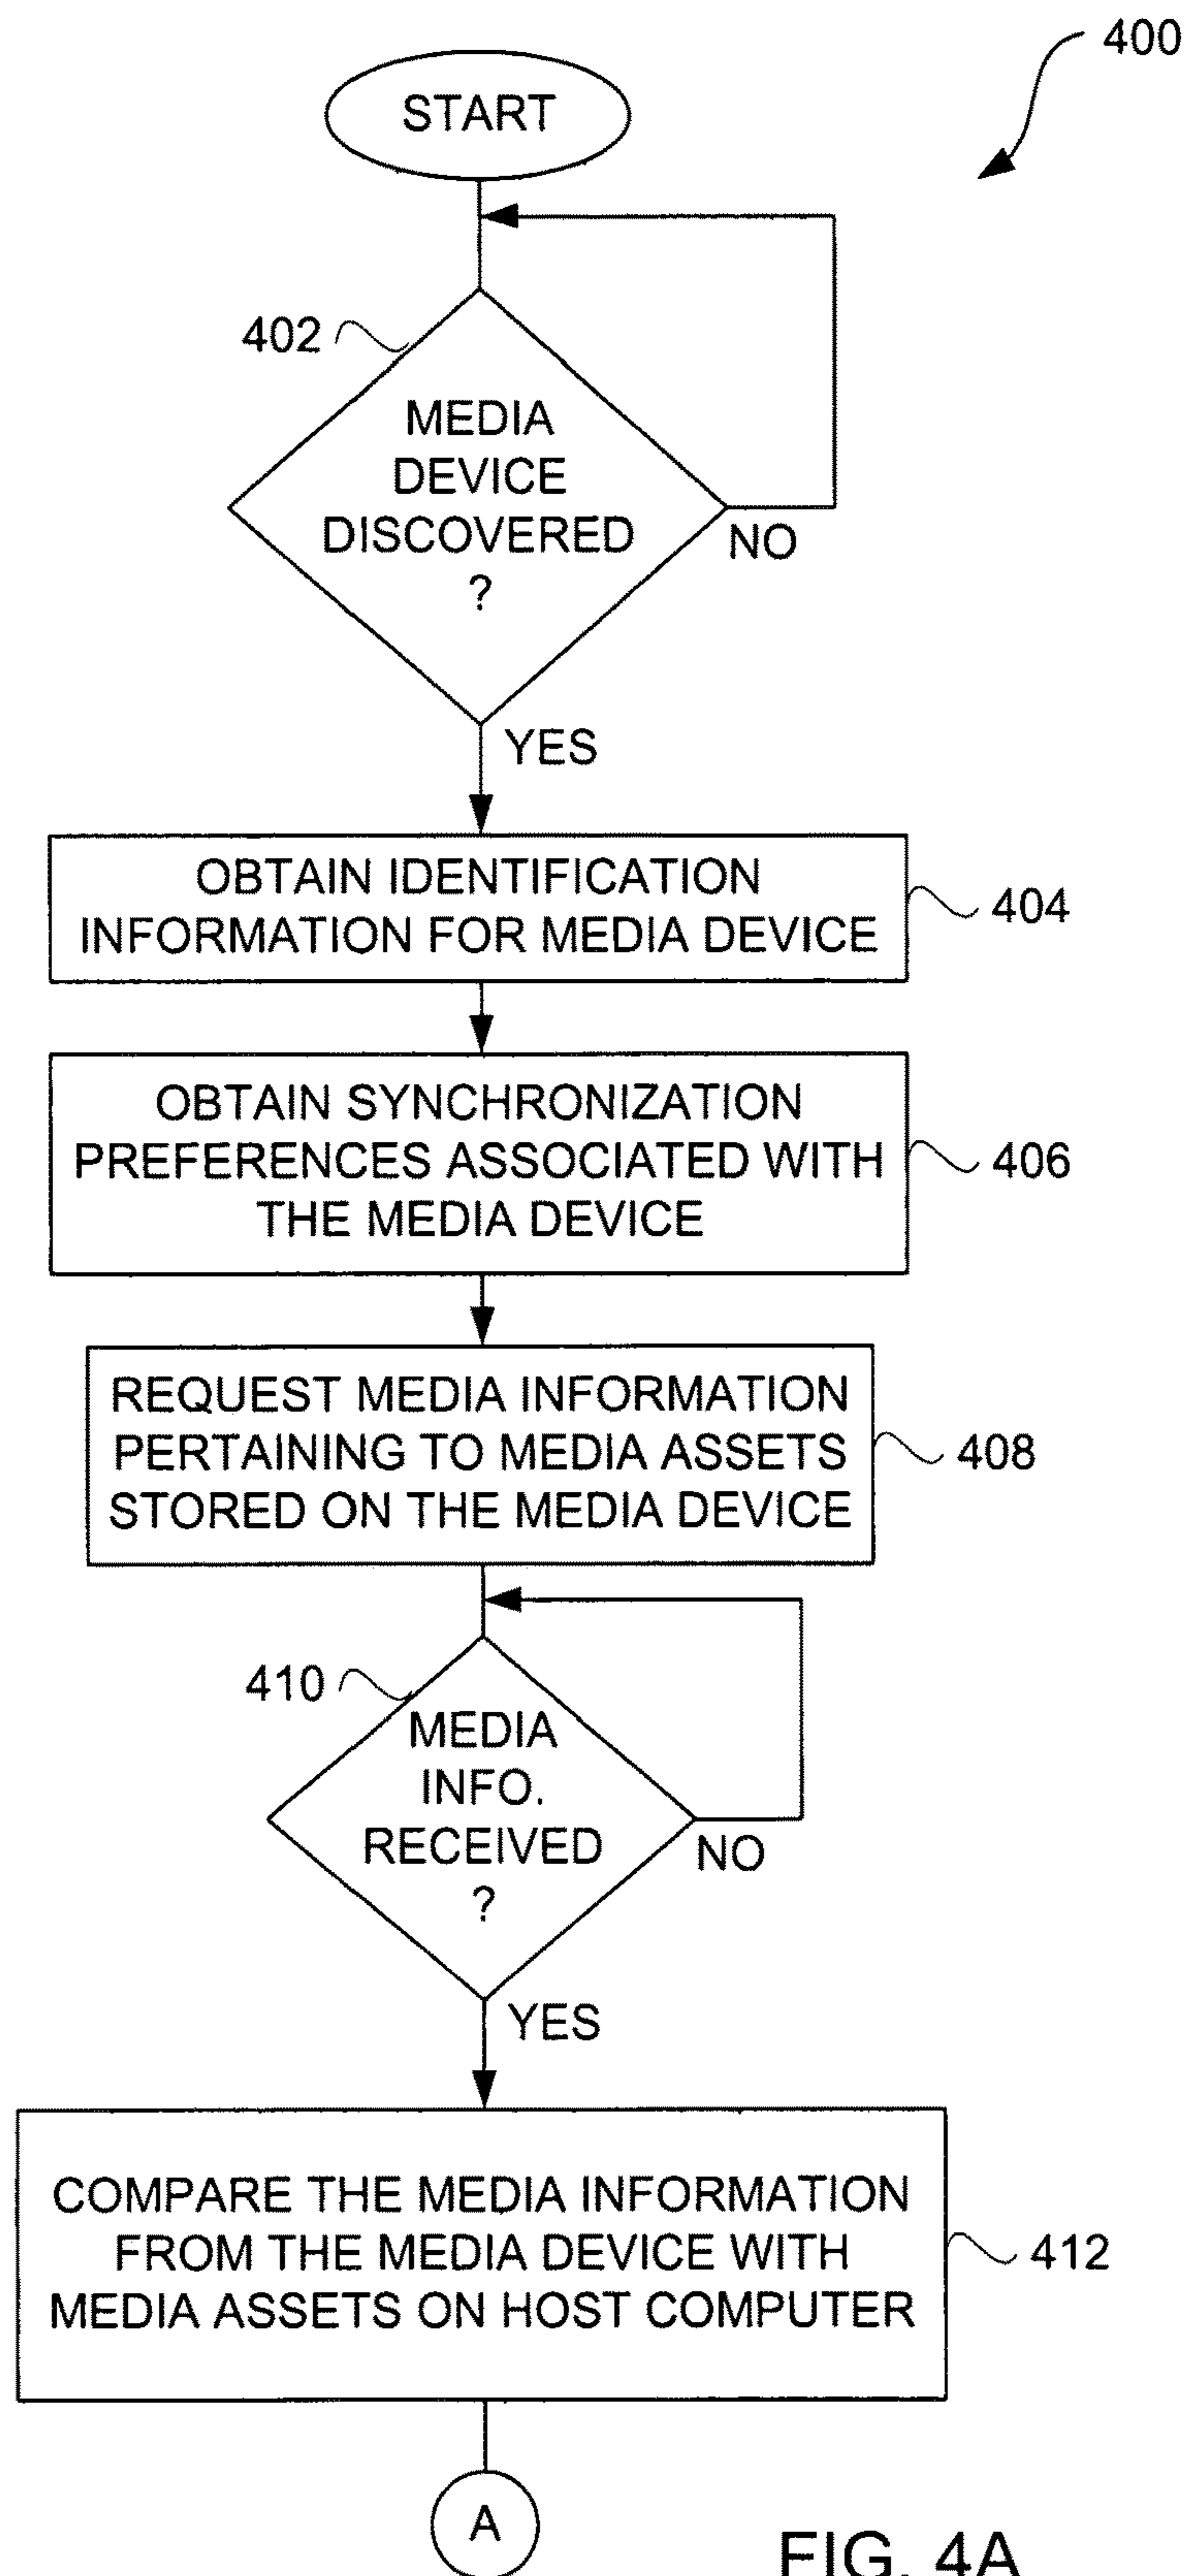 400
START
402
MEDIA
DEVICE
DISCOVERED
?
NO
YES
OBTAIN IDENTIFICATION
INFORMATION FOR MEDIA DEVICE
404
OBTAIN SYNCHRONIZATION
PREFERENCES ASSOCIATED WITH
THE MEDIA DEVICE
406
REQUEST MEDIA INFORMATION
PERTAINING TO MEDIA ASSETS
STORED ON THE MEDIA DEVICE
408
410
MEDIA
INFO.
RECEIVED
?
NO
YES
COMPARE THE MEDIA INFORMATION
FROM THE MEDIA DEVICE WITH
MEDIA ASSETS ON HOST COMPUTER
412
A
FIG. 4A